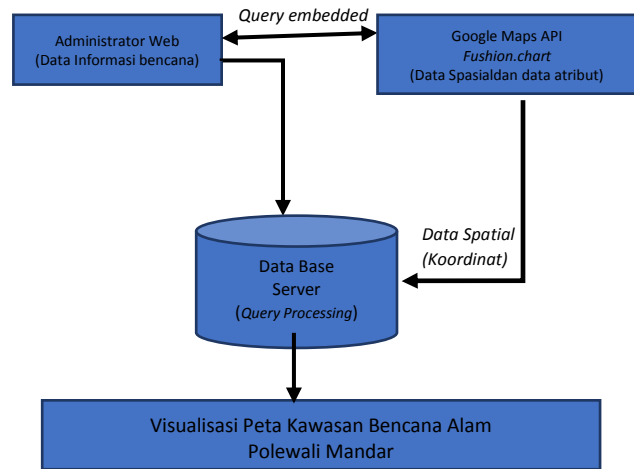 Query embedded
Administrator Web
(Data Informasi bencana)
Google Maps API
Fushion.chart
(Data Spasialdan data atribut)
Data Spatial
(Koordinat)
Data Base
Server
(Query Processing)
Visualisasi Peta Kawasan Bencana Alam
Polewali Mandar